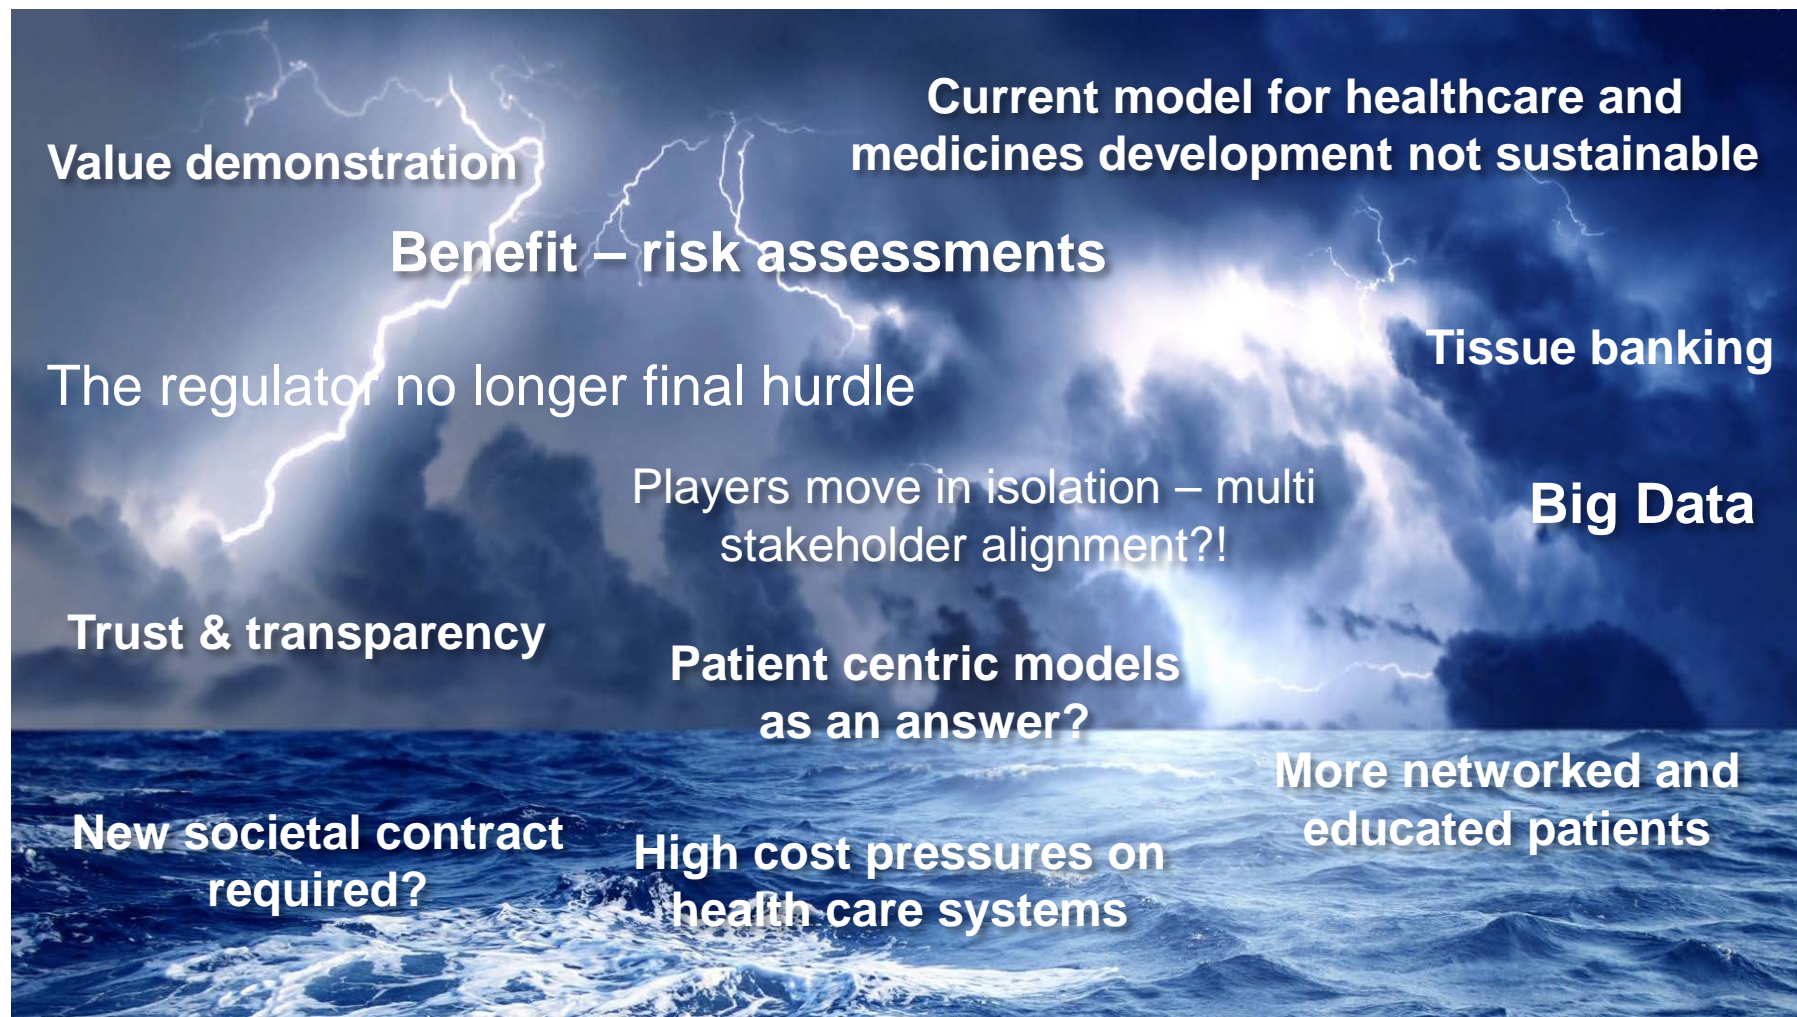 Current model for healthcare and
medicines development not sustainable
Value demonstration
Benefit – risk assessments
Tissue banking
The regulator no longer final hurdle
Players move in isolation – multi
stakeholder alignment?!
Big Data
Trust & transparency
Patient centric models
as an answer?
More networked and
educated patients
New societal contract
required?
High cost pressures on
health care systems